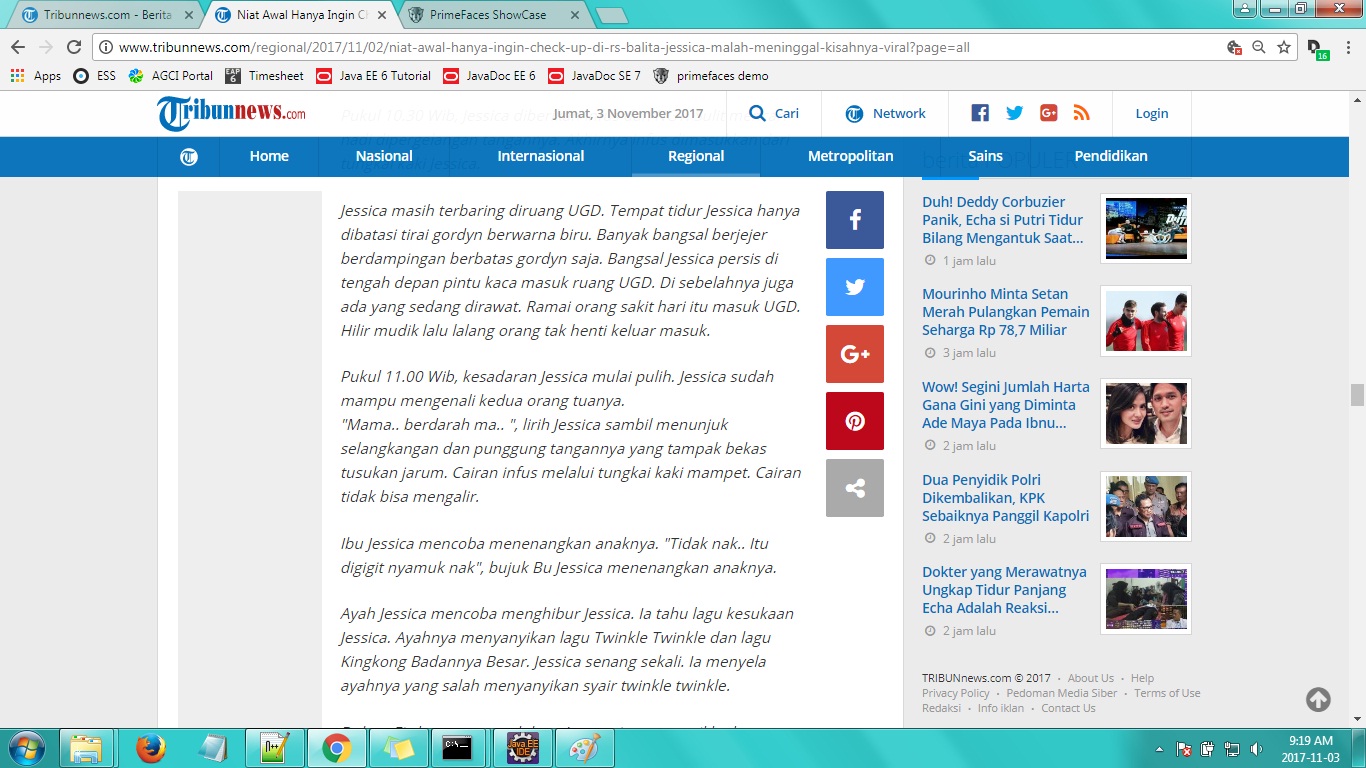 Tribunnews.com - Berita
Niat Awal Hanya Ingin Ch
PrimeFaces ShowCase
www.tribunnews.com/regional/2017/11/02/niat-awal-hanya-ingin-check-up-di-rs-balita-jessica-malah-meninggal-kisahnya-viral?page=all
16
Apps
ESS
AGCI Portal
EAP 6
Timesheet
Java EE 6 Tutorial
JavaDoc EE 6
JavaDoc SE 7
primefaces demo
Tribunnews.com
Jumat, 3 November 2017
Cari
Network
Login
Pukul 10.30 Wib, Jessica
Home
Nasional
Internasional
Regional
Metropolitan
Sains
Pendidikan
Jessica masih terbaring diruang UGD. Tempat tidur Jessica hanya
dibatasi tirai gordyn berwarna biru. Banyak bangsal berjejer
berdampingan berbatas gordyn saja. Bangsal Jessica persis di
tengah depan pintu kaca masuk ruang UGD. Di sebelahnya juga
ada yang sedang dirawat. Ramai orang sakit hari itu masuk UGD.
Hilir mudik lalu lalang orang tak henti keluar masuk.
Pukul 11.00 Wib, kesadaran Jessica mulai pulih. Jessica sudah
mampu mengenali kedua orang tuanya.
"Mama.. berdarah ma.. ", lirih Jessica sambil menunjuk
selangkangan dan punggung tangannya yang tampak bekas
tusukan jarum. Cairan infus melalui tungkai kaki mampet. Cairan
tidak bisa mengalir.
Ibu Jessica mencoba menenangkan anaknya. "Tidak nak.. Itu
digigit nyamuk nak", bujuk Bu Jessica menenangkan anaknya.
Ayah Jessica mencoba menghibur Jessica. Ia tahu lagu kesukaan
Jessica. Ayahnya menyanyikan lagu Twinkle Twinkle dan lagu
Kingkong Badannya Besar. Jessica senang sekali. Ia menyela
ayahnya yang salah menyanyikan syair twinkle twinkle.
Duh! Deddy Corbuzier
Panik, Echa si Putri Tidur
Bilang Mengantuk Saat...
1 jam lalu
Mourinho Minta Setan
Merah Pulangkan Pemain
Seharga Rp 78,7 Miliar
3 jam lalu
Wow! Segini Jumlah Harta
Gana Gini yang Diminta
Ade Maya Pada Ibnu...
2 jam lalu
Dua Penyidik Polri
Dikembalikan, KPK
Sebaiknya Panggil Kapolri
2 jam lalu
Dokter yang Merawatnya
Ungkap Tidur Panjang
Echa Adalah Reaksi...
2 jam lalu
TRIBUNnews.com © 2017 • About Us • Help
Privacy Policy • Pedoman Media Siber • Terms of Use
Redaksi • Info iklan • Contact Us
Java EE
IDE
9:19 AM
2017-11-03